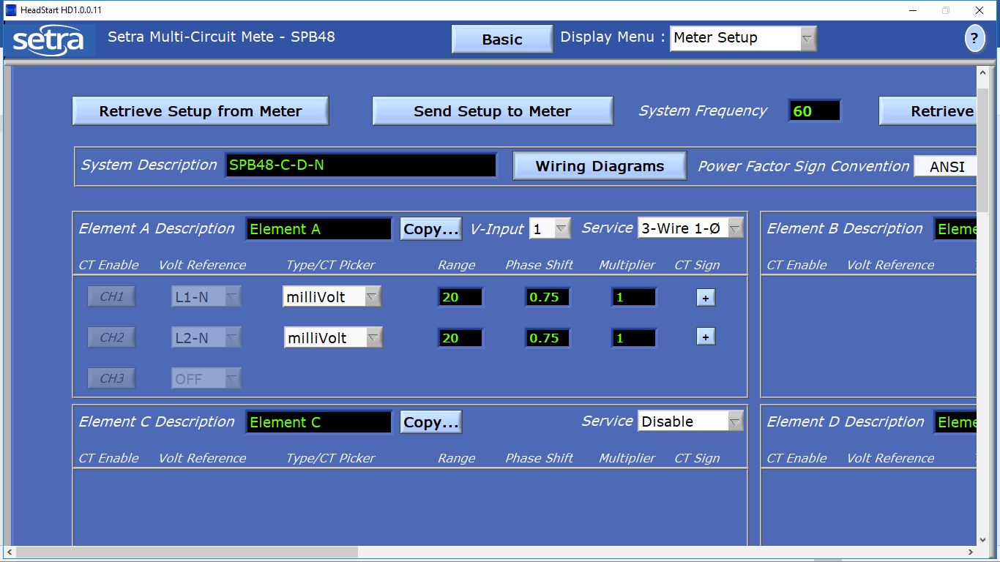 HeadStart HD1.0.0.11
setra Setra Multi-Circuit Mete - SPB48 Basic Display Menu : Meter Setup ?
Retrieve Setup from Meter Send Setup to Meter System Frequency 60 Retrieve
System Description SPB48-C-D-N Wiring Diagrams Power Factor Sign Convention ANSI
Element A Description Element A Copy... V-Input 1 Service 3-Wire 1-Ø Element B Description
CT Enable Volt Reference Type/CT Picker Range Phase Shift Multiplier CT Sign CT Enable Volt Reference
CH1 L1-N milliVolt 20 0.75 1 +
CH2 L2-N milliVolt 20 0.75 1 +
CH3 OFF
Element C Description Element C Copy... Service Disable Element D Description
CT Enable Volt Reference Type/CT Picker Range Phase Shift Multiplier CT Sign CT Enable Volt Reference